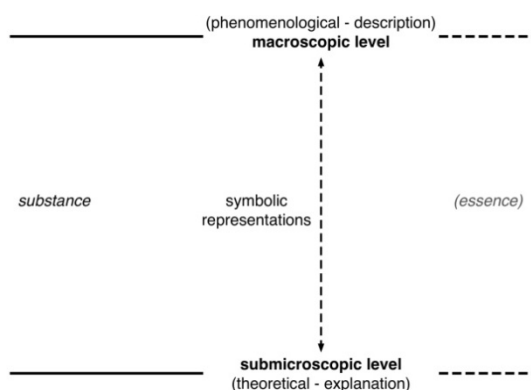 (phenomenological - description)
macroscopic level
substance
symbolic
representations
(essence)
submicroscopic level
(theoretical - explanation)